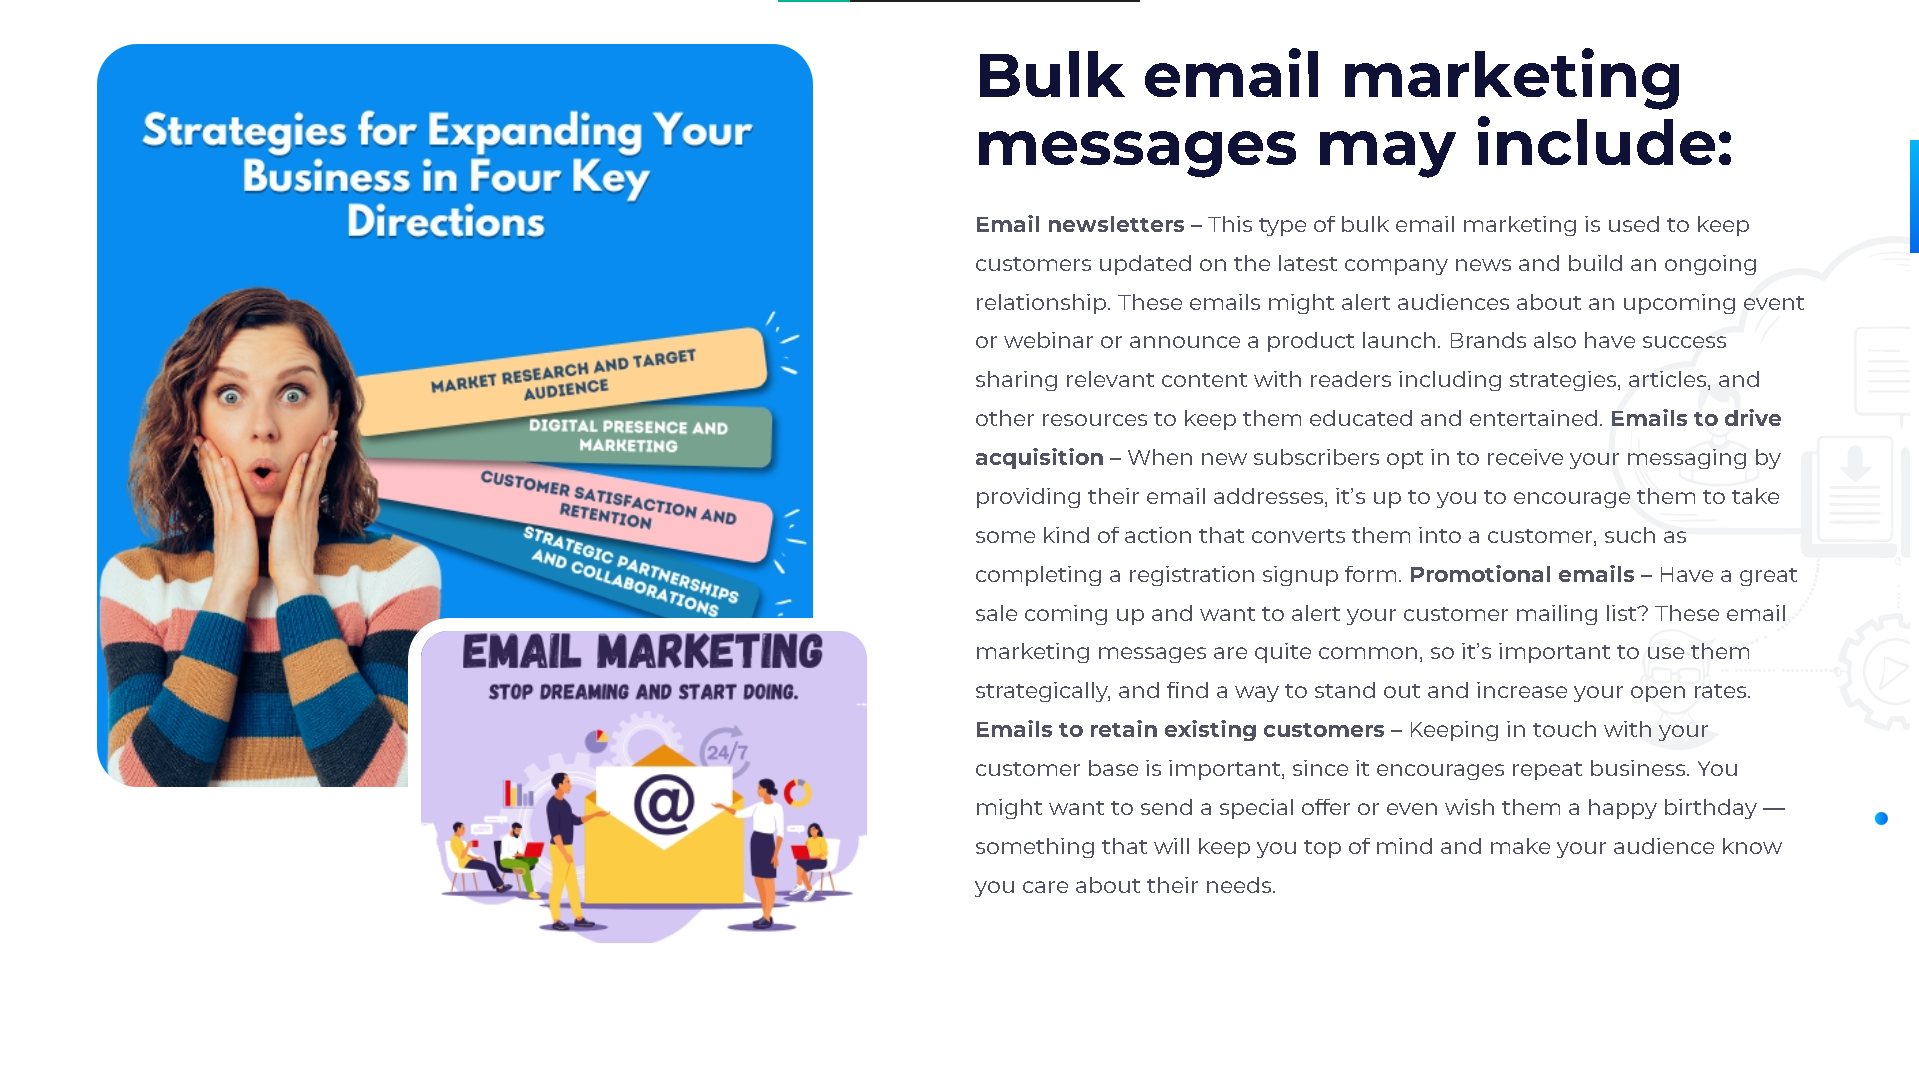 Strategies for Expanding Your
Business in Four Key
Directions
MARKET RESEARCH AND TARGET
AUDIENCE
DIGITAL PRESENCE AND
MARKETING
CUSTOMER SATISFACTION AND
RETENTION
STRATEGIC PARTNERSHIPS
AND COLLABORATIONS
EMAIL MARKETING
STOP DREAMING AND START DOING.
24/7
@
Bulk email marketing
messages may include:
Email newsletters – This type of bulk email marketing is used to keep
customers updated on the latest company news and build an ongoing
relationship. These emails might alert audiences about an upcoming event
or webinar or announce a product launch. Brands also have success
sharing relevant content with readers including strategies, articles, and
other resources to keep them educated and entertained. Emails to drive
acquisition – When new subscribers opt in to receive your messaging by
providing their email addresses, it’s up to you to encourage them to take
some kind of action that converts them into a customer, such as
completing a registration signup form. Promotional emails – Have a great
sale coming up and want to alert your customer mailing list? These email
marketing messages are quite common, so it’s important to use them
strategically, and find a way to stand out and increase your open rates.
Emails to retain existing customers – Keeping in touch with your
customer base is important, since it encourages repeat business. You
might want to send a special offer or even wish them a happy birthday —
something that will keep you top of mind and make your audience know
you care about their needs.